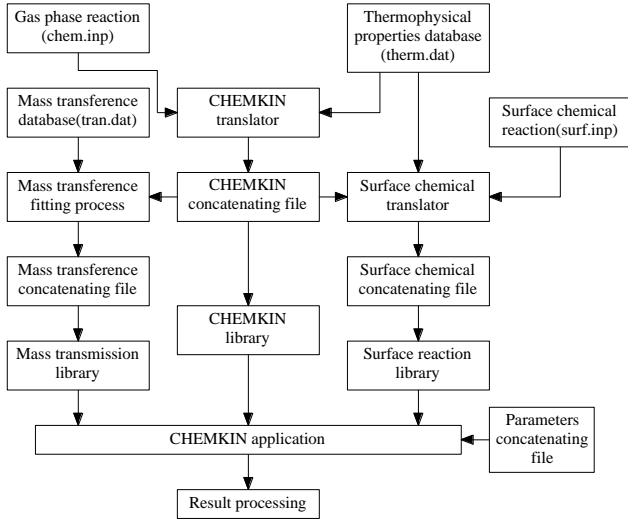 Gas phase reaction
(chem.inp)
Thermophysical
properties database
(therm.dat)
Mass transference
database(tran.dat)
CHEMKIN
translator
Surface chemical
reaction(surf.inp)
Mass transference
fitting process
CHEMKIN
concatenating file
Surface chemical
translator
Mass transference
concatenating file
Surface chemical
concatenating file
CHEMKIN
library
Mass transmission
library
Surface reaction
library
CHEMKIN application
Parameters
concatenating
file
Result processing